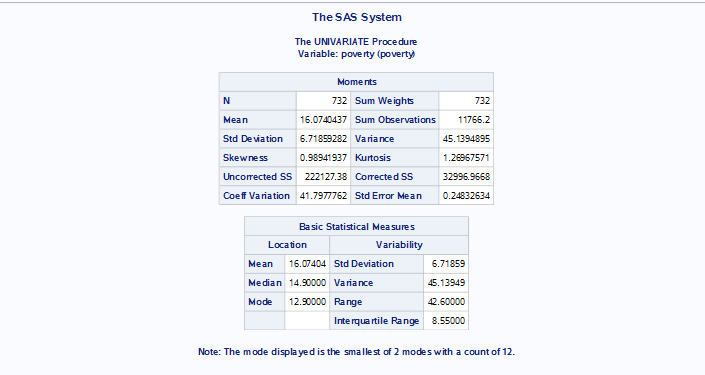 The SAS System
The UNIVARIATE Procedure
Variable: poverty (poverty)
Moments
N 732 Sum Weights 732
Mean 16.0740437 Sum Observations 11766.2
Std Deviation 6.71859282 Variance 45.1394895
Skewness 0.98941937 Kurtosis 1.26967571
Uncorrected SS 222127.38 Corrected SS 32996.9668
Coeff Variation 41.7977762 Std Error Mean 0.24832634
Basic Statistical Measures
Location Variability
Mean 16.07404 Std Deviation 6.71859
Median 14.90000 Variance 45.13949
Mode 12.90000 Range 42.60000
Interquartile Range 8.55000
Note: The mode displayed is the smallest of 2 modes with a count of 12.